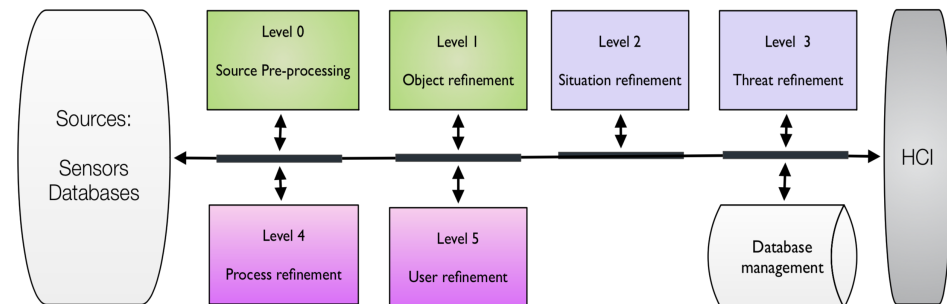 Sources:
Sensors
Databases
Level 0
Source Pre-processing
Level 1
Object refinement
Level 2
Situation refinement
Level 3
Threat refinement
HCI
Level 4
Process refinement
Level 5
User refinement
Database
management